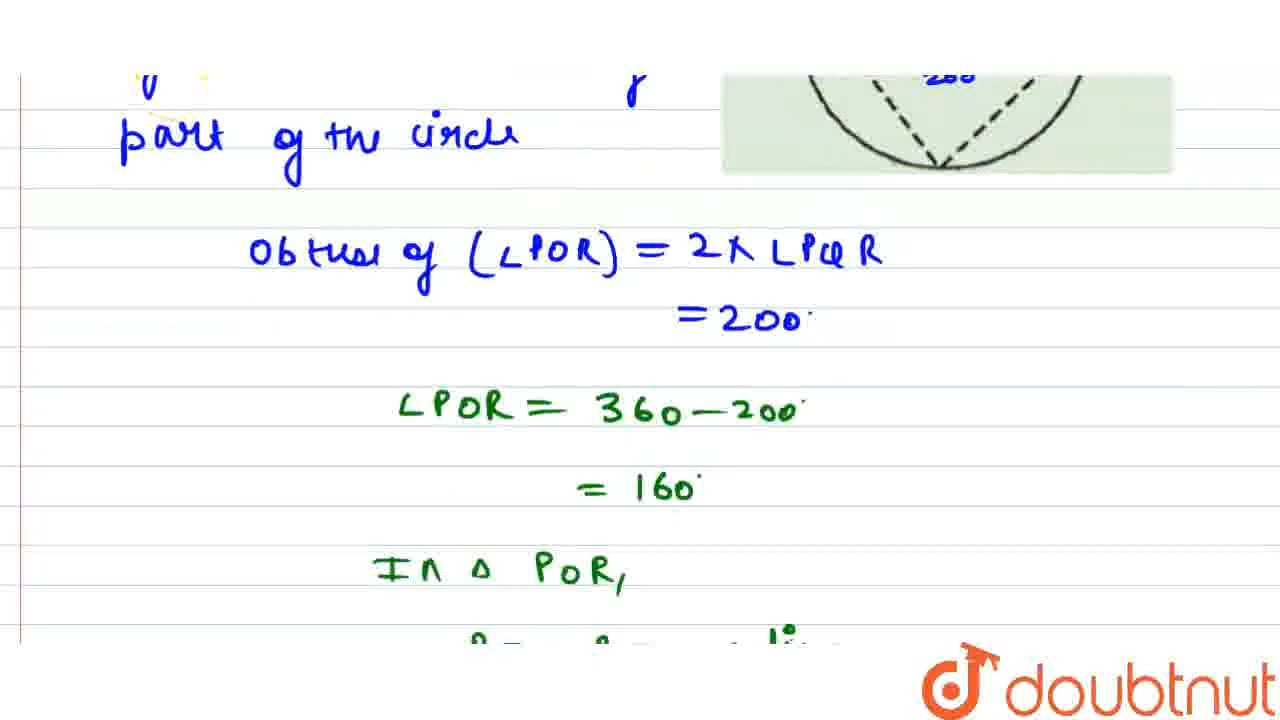 200
part of the circle
Obtuse of (∠POR) = 2 × ∠PQR
= 200°
∠POR = 360 – 200°
= 160°
In Δ POR,
doubtnut